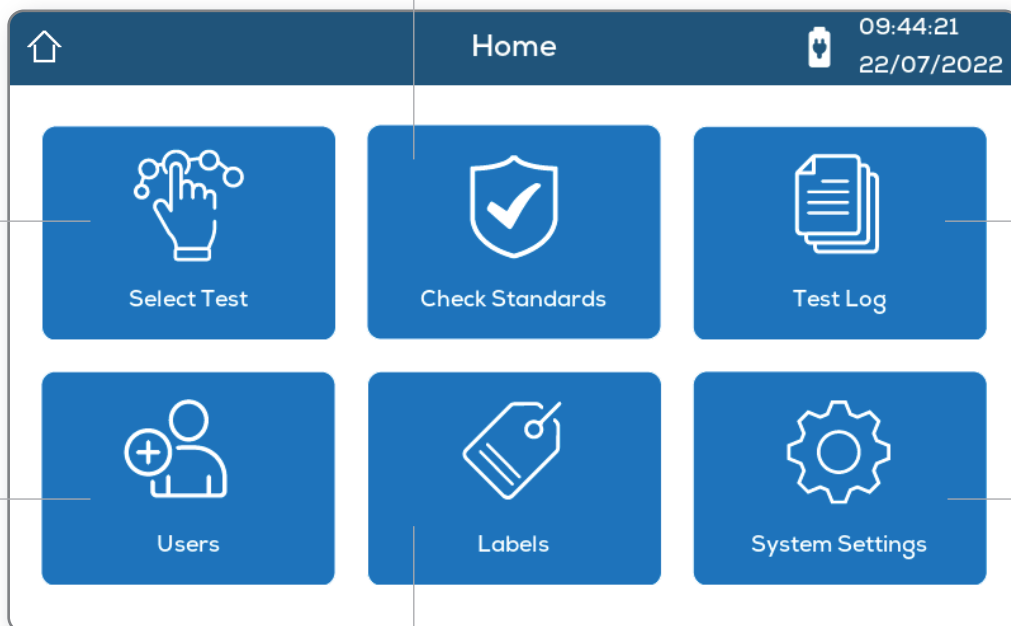 Home
09:44:21
22/07/2022
Select Test
Check Standards
Test Log
Users
Labels
System Settings